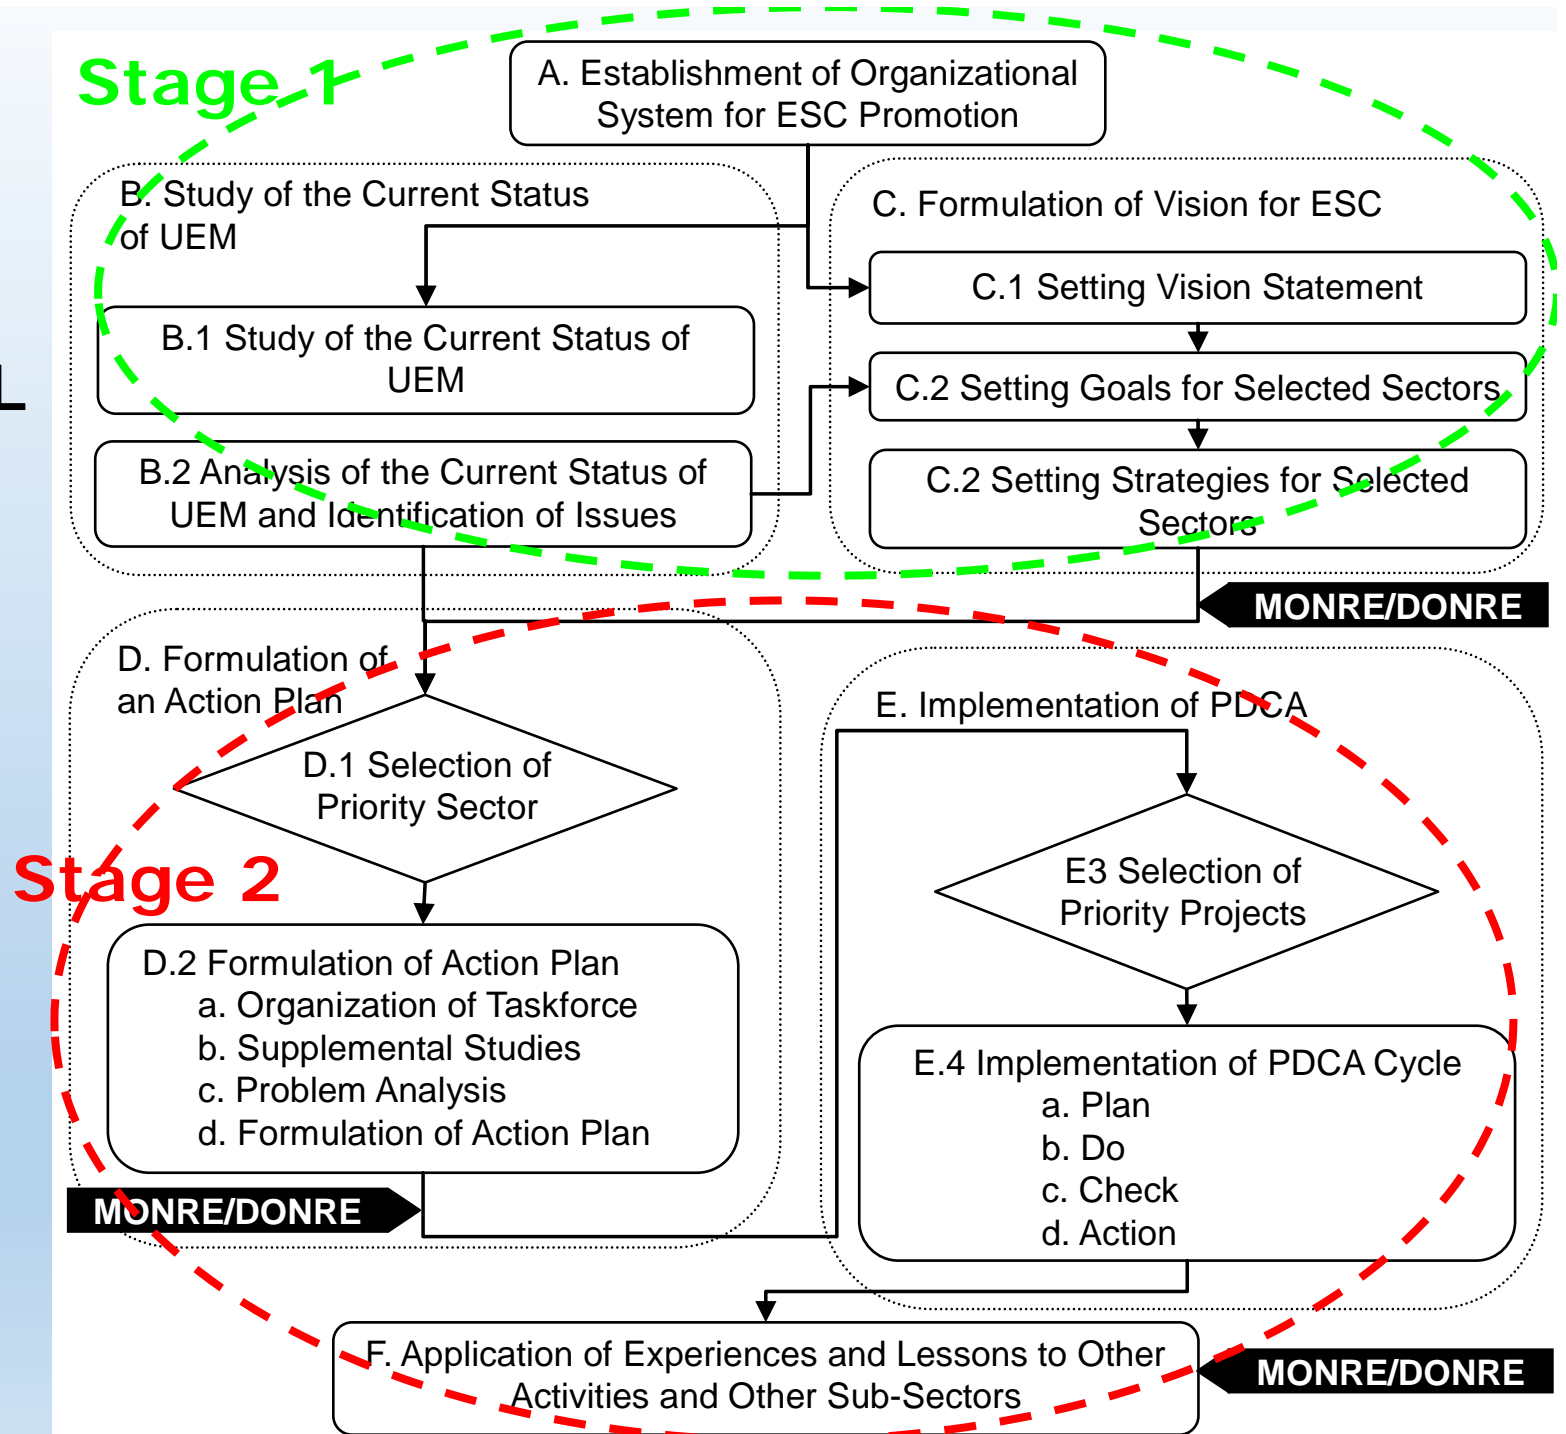 Stage 1
A. Establishment of Organizational
System for ESC Promotion
B. Study of the Current Status
of UEM
C. Formulation of Vision for ESC
B.1 Study of the Current Status of
UEM
C.1 Setting Vision Statement
L
C.2 Setting Goals for Selected Sectors
B.2 Analysis of the Current Status of
UEM and Identification of Issues
C.2 Setting Strategies for Selected
Sectors
MONRE/DONRE
D. Formulation of
an Action Plan
E. Implementation of PDCA
D.1 Selection of
Priority Sector
Stage 2
E3 Selection of
Priority Projects
D.2 Formulation of Action Plan
a. Organization of Taskforce
b. Supplemental Studies
c. Problem Analysis
d. Formulation of Action Plan
E.4 Implementation of PDCA Cycle
a. Plan
b. Do
c. Check
d. Action
MONRE/DONRE
F. Application of Experiences and Lessons to Other
Activities and Other Sub-Sectors
MONRE/DONRE